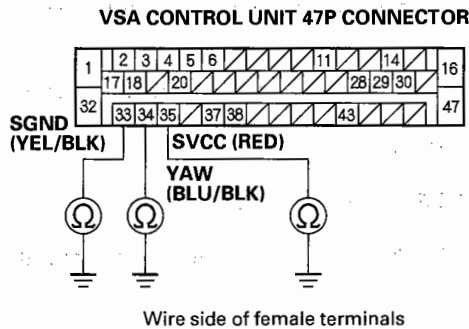 VSA CONTROL UNIT 47P CONNECTOR
1 2 3 4 5 6 11 14 16
17 18 20 28 29 30
32 33 34 35 37 38 43 47
SGND
(YEL/BLK)
SVCC (RED)
YAW
(BLU/BLK)
Ω Ω Ω
Wire side of female terminals